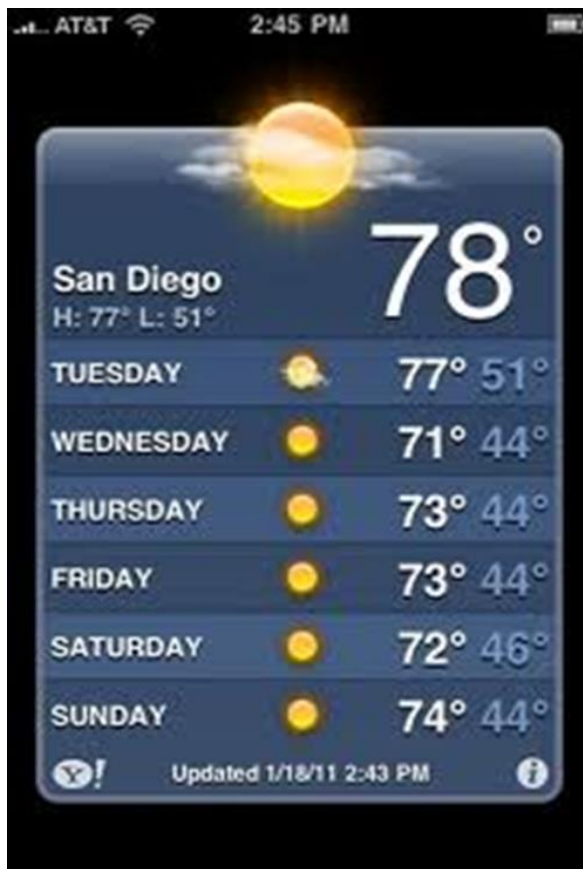 AT&T 2:45 PM
78°
San Diego
H: 77° L: 51°
TUESDAY 77° 51°
WEDNESDAY 71° 44°
THURSDAY 73° 44°
FRIDAY 73° 44°
SATURDAY 72° 46°
SUNDAY 74° 44°
Y! Updated 1/18/11 2:43 PM i